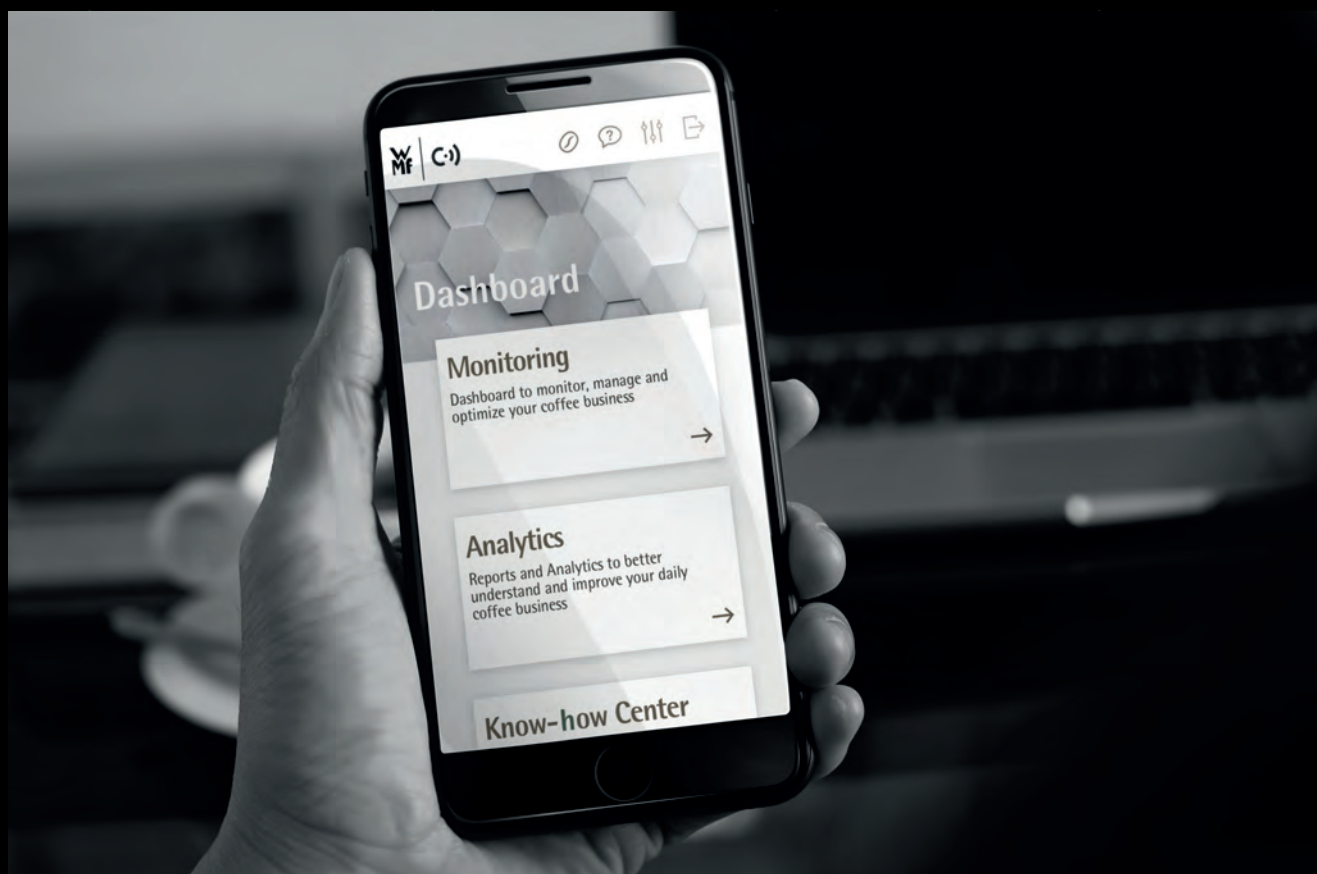 WMF
Dashboard
Monitoring
Dashboard to monitor, manage and
optimize your coffee business
Analytics
Reports and Analytics to better
understand and improve your daily
coffee business
Know-how Center